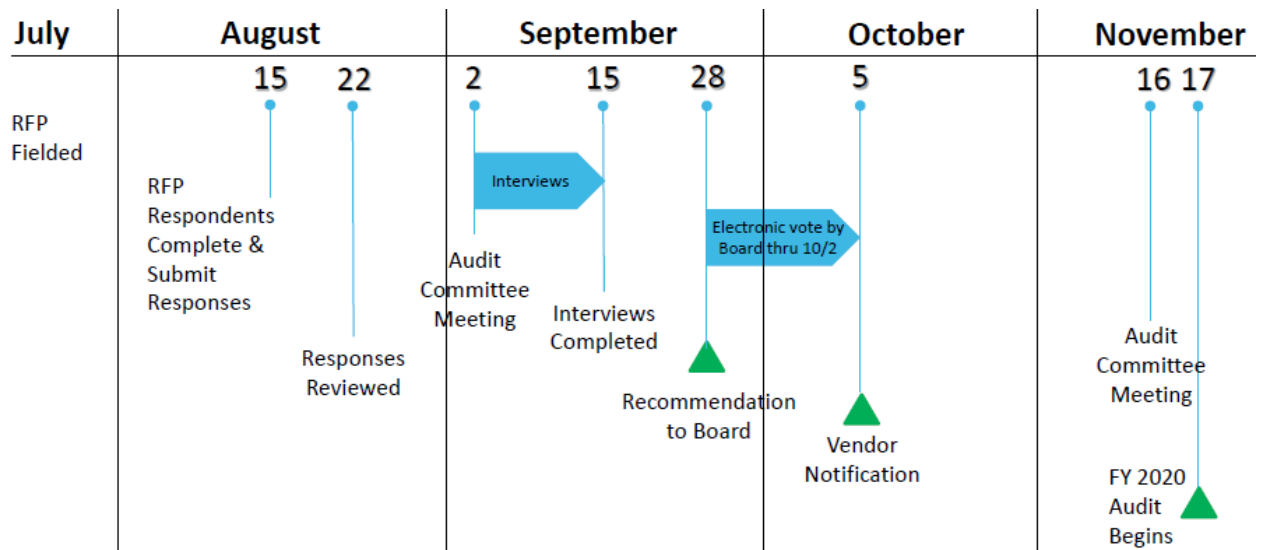 July August September October November
15 22 2 15 28 5 16 17
RFP
Fielded
RFP
Respondents
Complete &
Submit
Responses
Responses
Reviewed
Interviews
Audit
Committee
Meeting
Interviews
Completed
Electronic vote by
Board thru 10/2
Recommendation
to Board
Vendor
Notification
Audit
Committee
Meeting
FY 2020
Audit
Begins